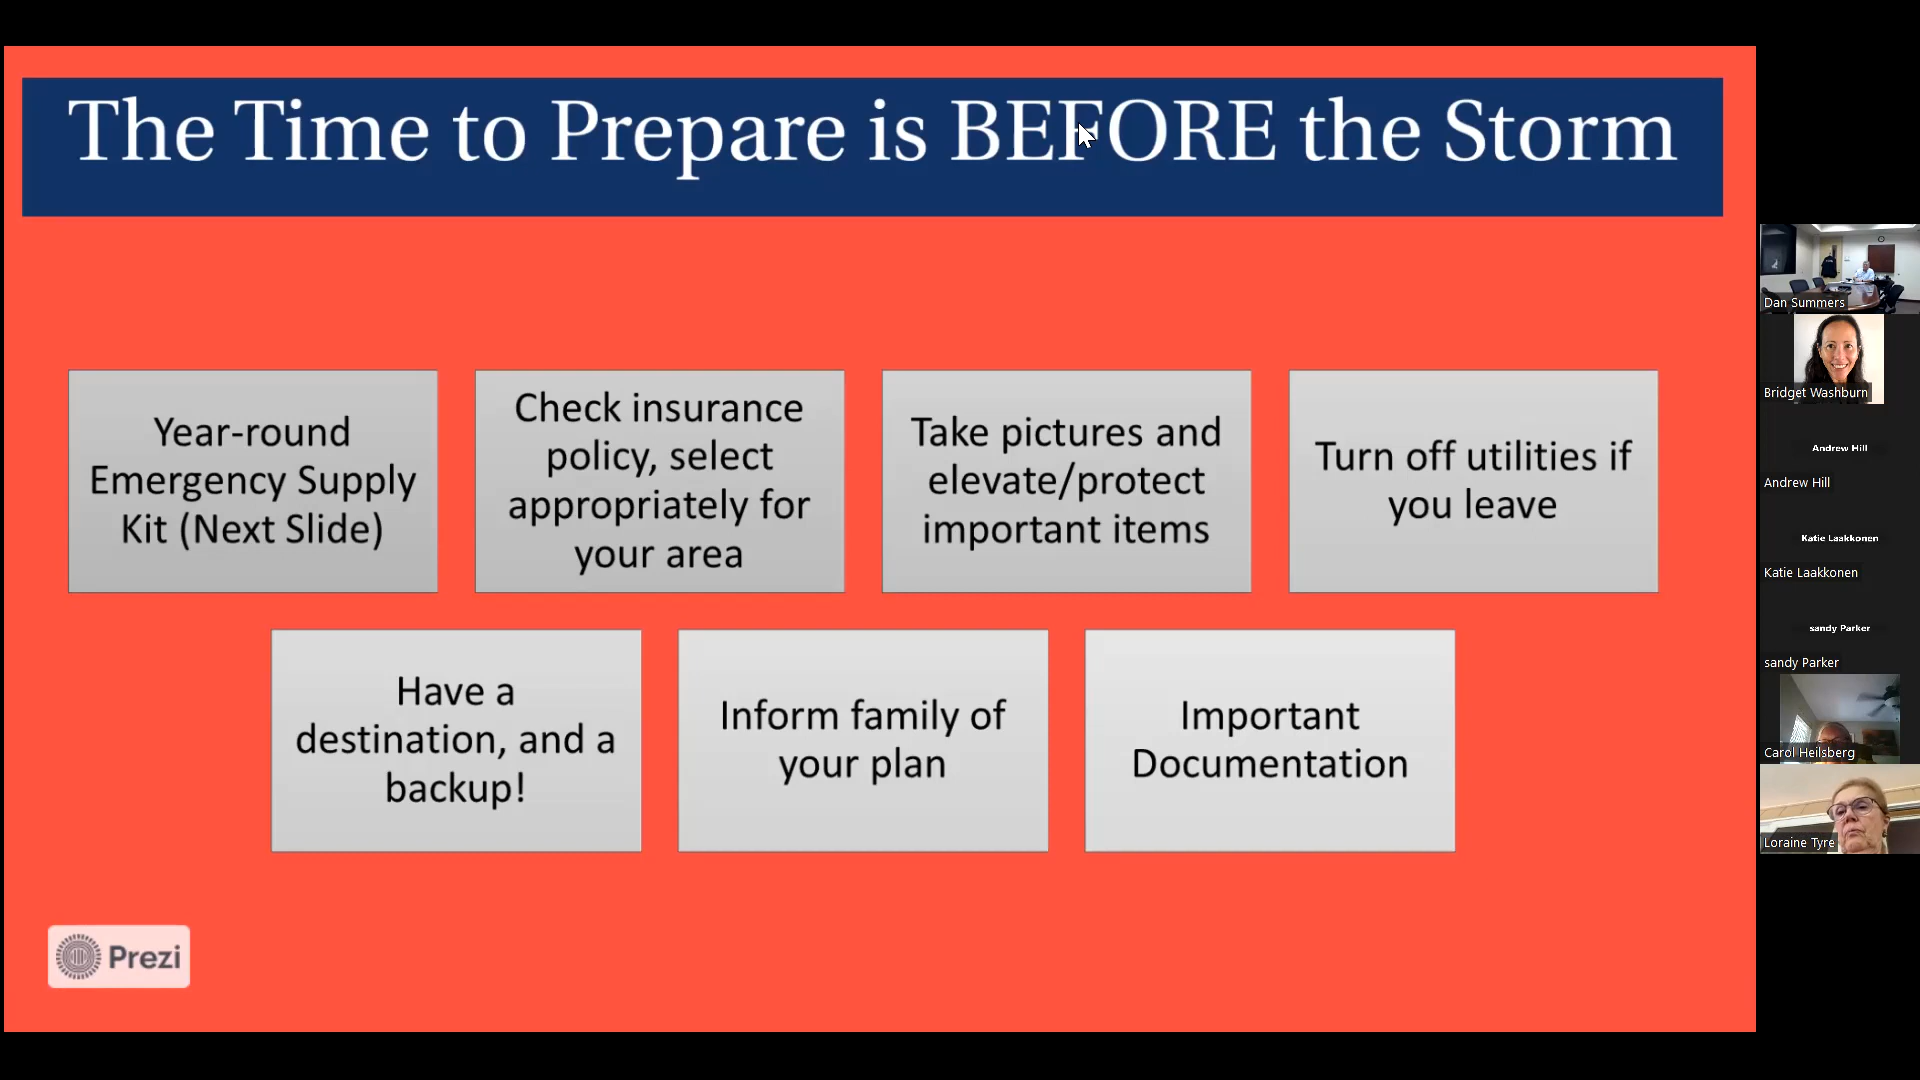 The Time to Prepare is BEFORE the Storm
Year-round
Emergency Supply
Kit (Next Slide)
Check insurance
policy, select
appropriately for
your area
Take pictures and
elevate/protect
important items
Turn off utilities if
you leave
Have a
destination, and a
backup!
Inform family of
your plan
Important
Documentation
Prezi
Dan Summers
Bridget Washburn
Andrew Hill
Andrew Hill
Katie Laakkonen
Katie Laakkonen
sandy Parker
sandy Parker
Carol Heilsberg
Loraine Tyre